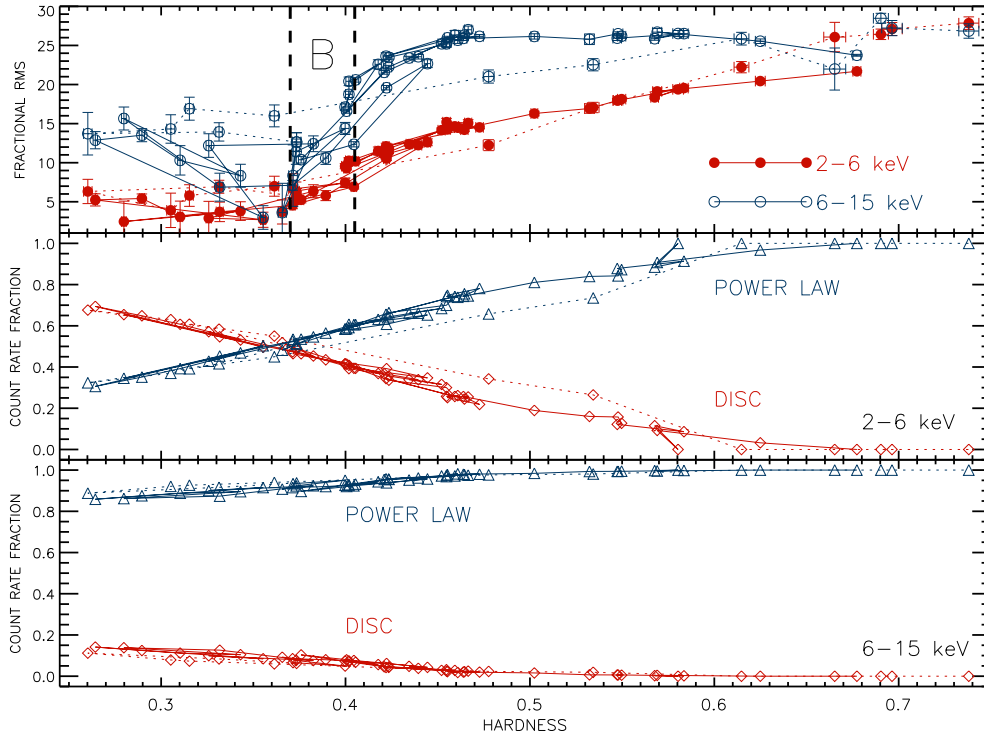 30
25
20
15
10
5
FRACTIONAL RMS
B
2–6 keV
6–15 keV
1.0
0.8
0.6
0.4
0.2
0.0
COUNT RATE FRACTION
POWER LAW
DISC
2–6 keV
1.0
0.8
0.6
0.4
0.2
0.0
COUNT RATE FRACTION
POWER LAW
DISC
6–15 keV
0.3 0.4 0.5 0.6 0.7
HARDNESS